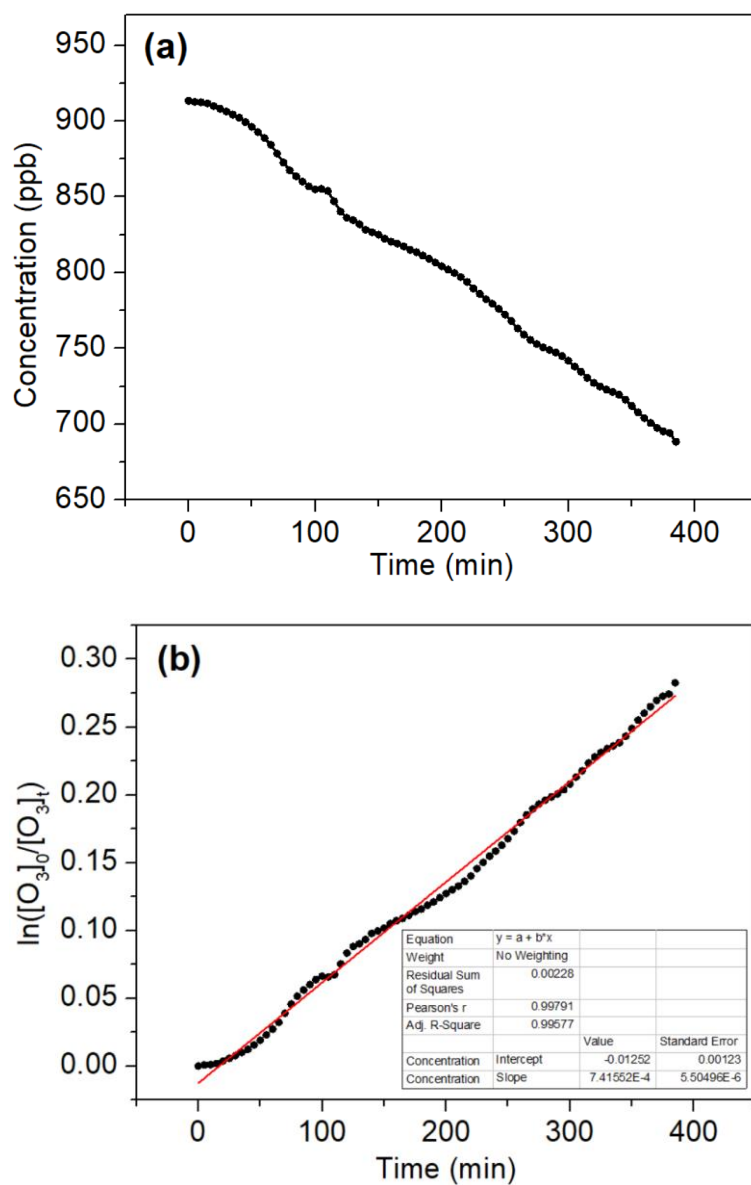 (a)
Concentration (ppb)
950
900
850
800
750
700
650
0 100 200 300 400
Time (min)
(b)
ln([O3]0/[O3]t)
0.30
0.25
0.20
0.15
0.10
0.05
0.00
Equation y = a + b*x
Weight No Weighting
Residual Sum
of Squares 0.00228
Pearson's r 0.99791
Adj. R-Square 0.99577
Value Standard Error
Concentration Intercept -0.01252 0.00123
Concentration Slope 7.41552E-4 5.50496E-6
0 100 200 300 400
Time (min)